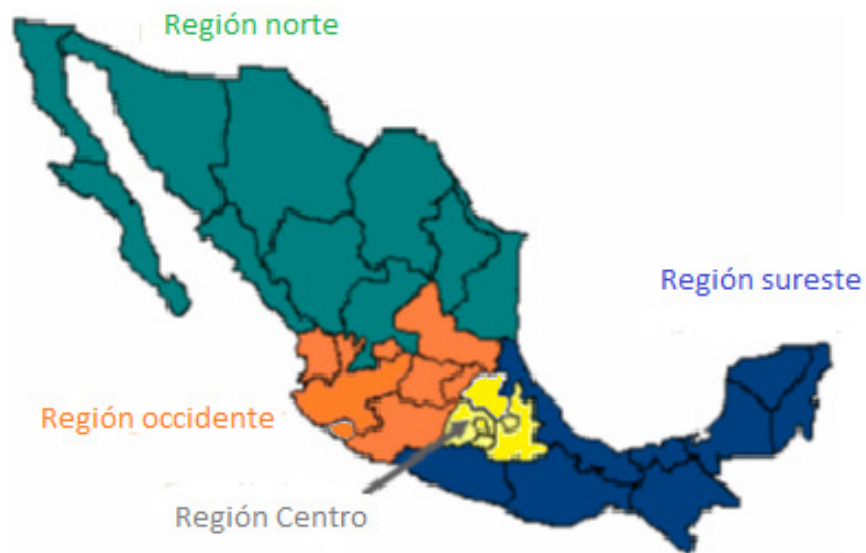 Región norte
Región sureste
Región occidente
Región Centro